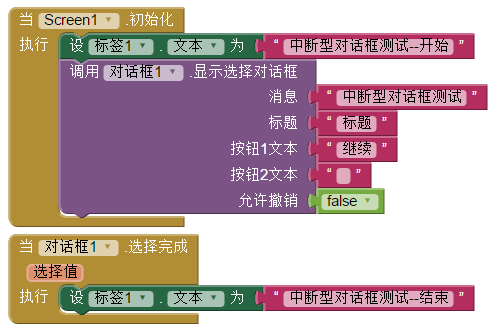 当 Screen1 .初始化
执行 设 标签1 . 文本 为 “ 中断型对话框测试--开始 ”
调用 对话框1 .显示选择对话框
消息 “ 中断型对话框测试 ”
标题 “ 标题 ”
按钮1文本 “ 继续 ”
按钮2文本 “ ”
允许撤销 false
当 对话框1 .选择完成
选择值
执行 设 标签1 . 文本 为 “ 中断型对话框测试--结束 ”